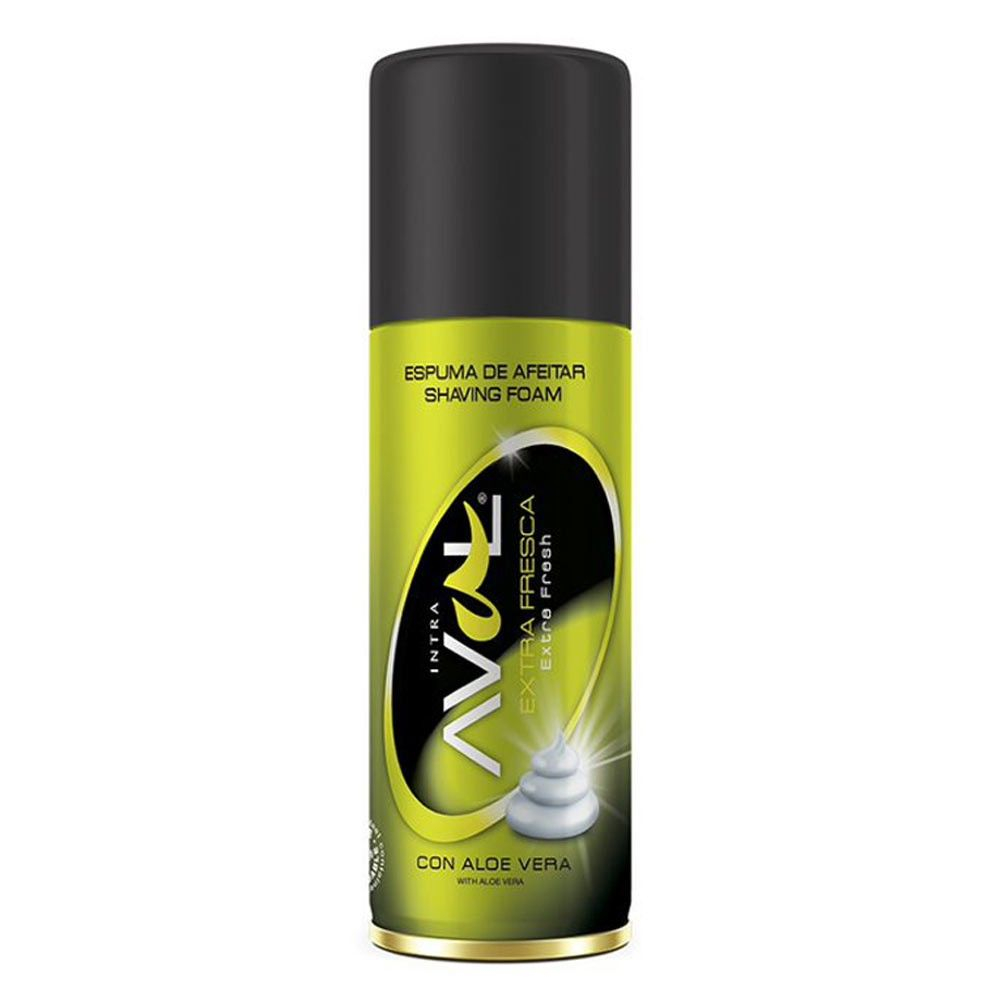 ESPUMA DE AFEITAR
SHAVING FOAM
INTRA
AVAL®
EXTRA FRESCA
Extra Fresh
CON ALOE VERA
WITH ALOE VERA